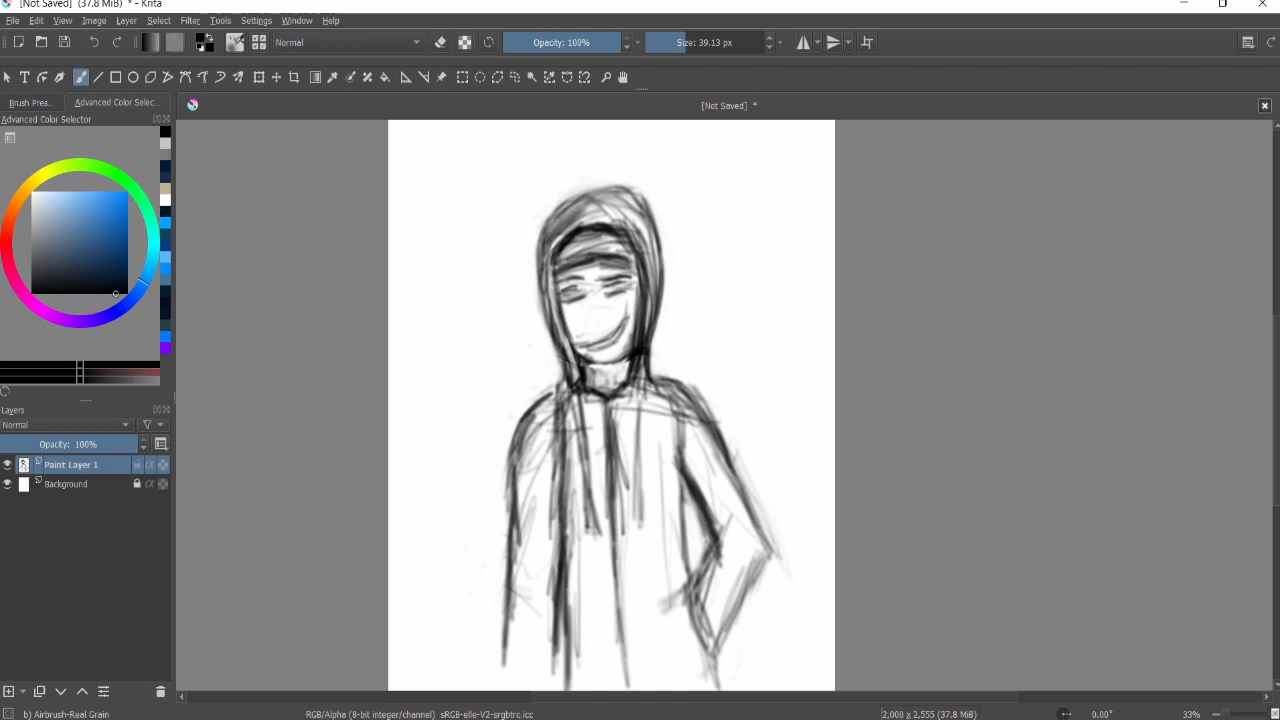 [Not Saved] (37.8 MiB) * - Krita
File Edit View Image Layer Select Filter Tools Settings Window Help
Normal Opacity: 100% Size: 39.13 px
Brush Pres... Advanced Color Selec... [Not Saved] *
Advanced Color Selector
Layers
Normal
Opacity: 100%
Paint Layer 1
Background
b) Airbrush-Real Grain RGB/Alpha (8-bit integer/channel) sRGB-elle-V2-srgbtrc.icc 2,000 x 2,555 (37.8 MiB) 0.00° 33%